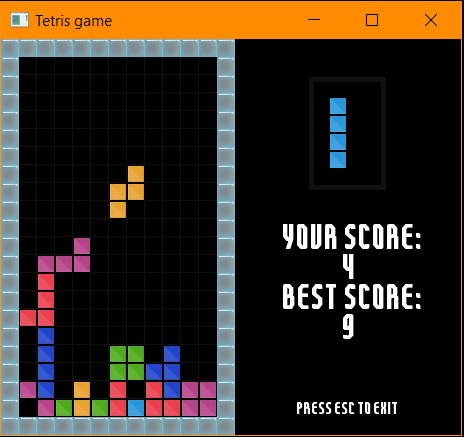 Tetris game
YOUR SCORE:
4
BEST SCORE:
9
PRESS ESC TO EXIT